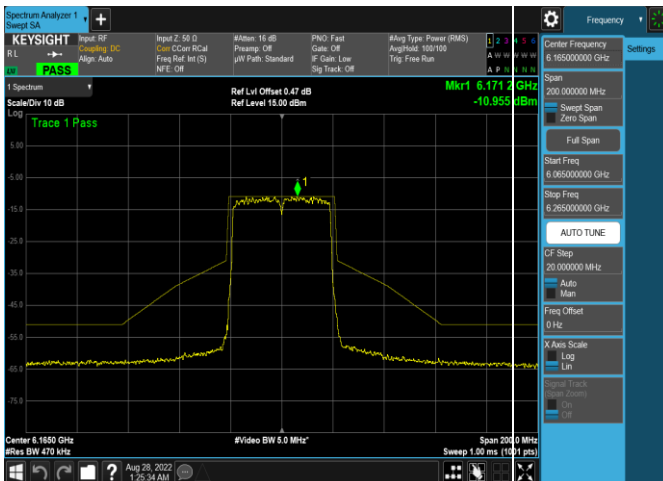 Spectrum Analyzer 1
Swept SA
+
Frequency
KEYSIGHT
Input: RF
Coupling: DC
Align: Auto
Input Z: 50 Ω
Corr CCorr RCal
Freq Ref: Int (S)
NFE: Off
#Atten: 16 dB
Preamp: Off
µW Path: Standard
PNO: Fast
Gate: Off
IF Gain: Low
Sig Track: Off
#Avg Type: Power (RMS)
Avg|Hold: 100/100
Trig: Free Run
1 2 3 4 5 6
A W W W W W
A P N N N N
R L
PASS
1 Spectrum
Scale/Div 10 dB
Ref Lvl Offset 0.47 dB
Ref Level 15.00 dBm
Mkr1 6.171 2 GHz
-10.955 dBm
Log
Trace 1 Pass
5.00
-5.00
-15.0
-25.0
-35.0
-45.0
-55.0
-65.0
-75.0
1
Center 6.1650 GHz
#Res BW 470 kHz
#Video BW 5.0 MHz*
Span 200.0 MHz
Sweep 1.00 ms (1001 pts)
Aug 28, 2022
1:25:34 AM
?
Center Frequency
6.165000000 GHz
Settings
Span
200.000000 MHz
Swept Span
Zero Span
Full Span
Start Freq
6.065000000 GHz
Stop Freq
6.265000000 GHz
AUTO TUNE
CF Step
20.000000 MHz
Auto
Man
Freq Offset
0 Hz
X Axis Scale
Log
Lin
Signal Track
(Span Zoom)
On
Off